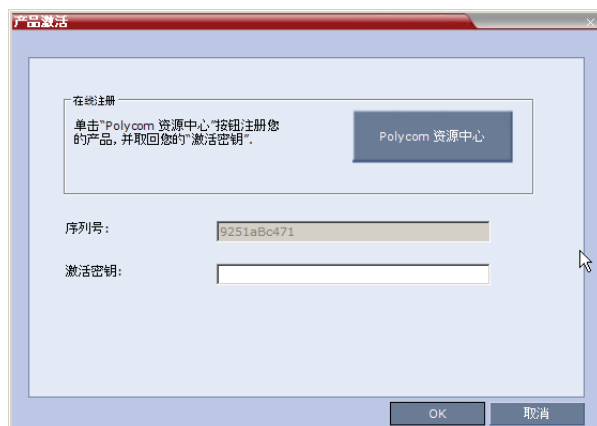 产品激活
在线注册
单击"Polycom 资源中心"按钮注册您
的产品, 并取回您的"激活密钥".
Polycom 资源中心
序列号:
9251aBc471
激活密钥:
OK
取消